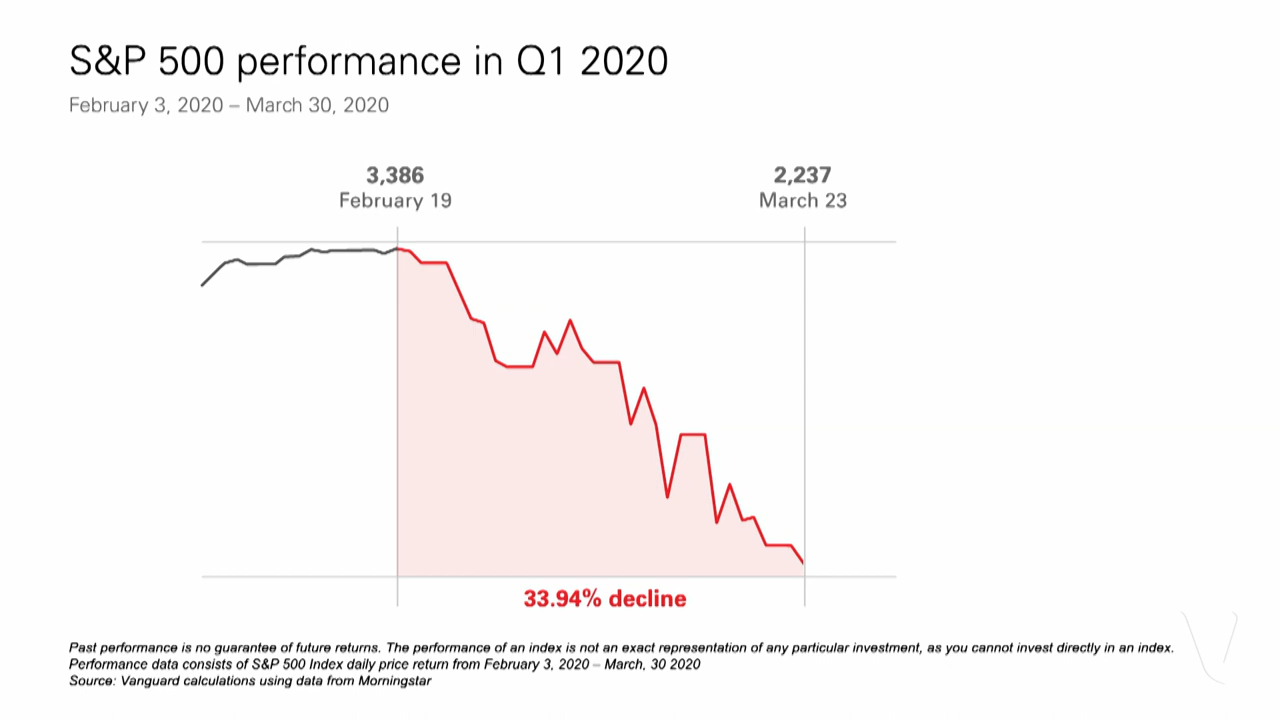 S&P 500 performance in Q1 2020
February 3, 2020 – March 30, 2020
3,386
February 19
2,237
March 23
33.94% decline
Past performance is no guarantee of future returns. The performance of an index is not an exact representation of any particular investment, as you cannot invest directly in an index.
Performance data consists of S&P 500 Index daily price return from February 3, 2020 – March, 30 2020
Source: Vanguard calculations using data from Morningstar